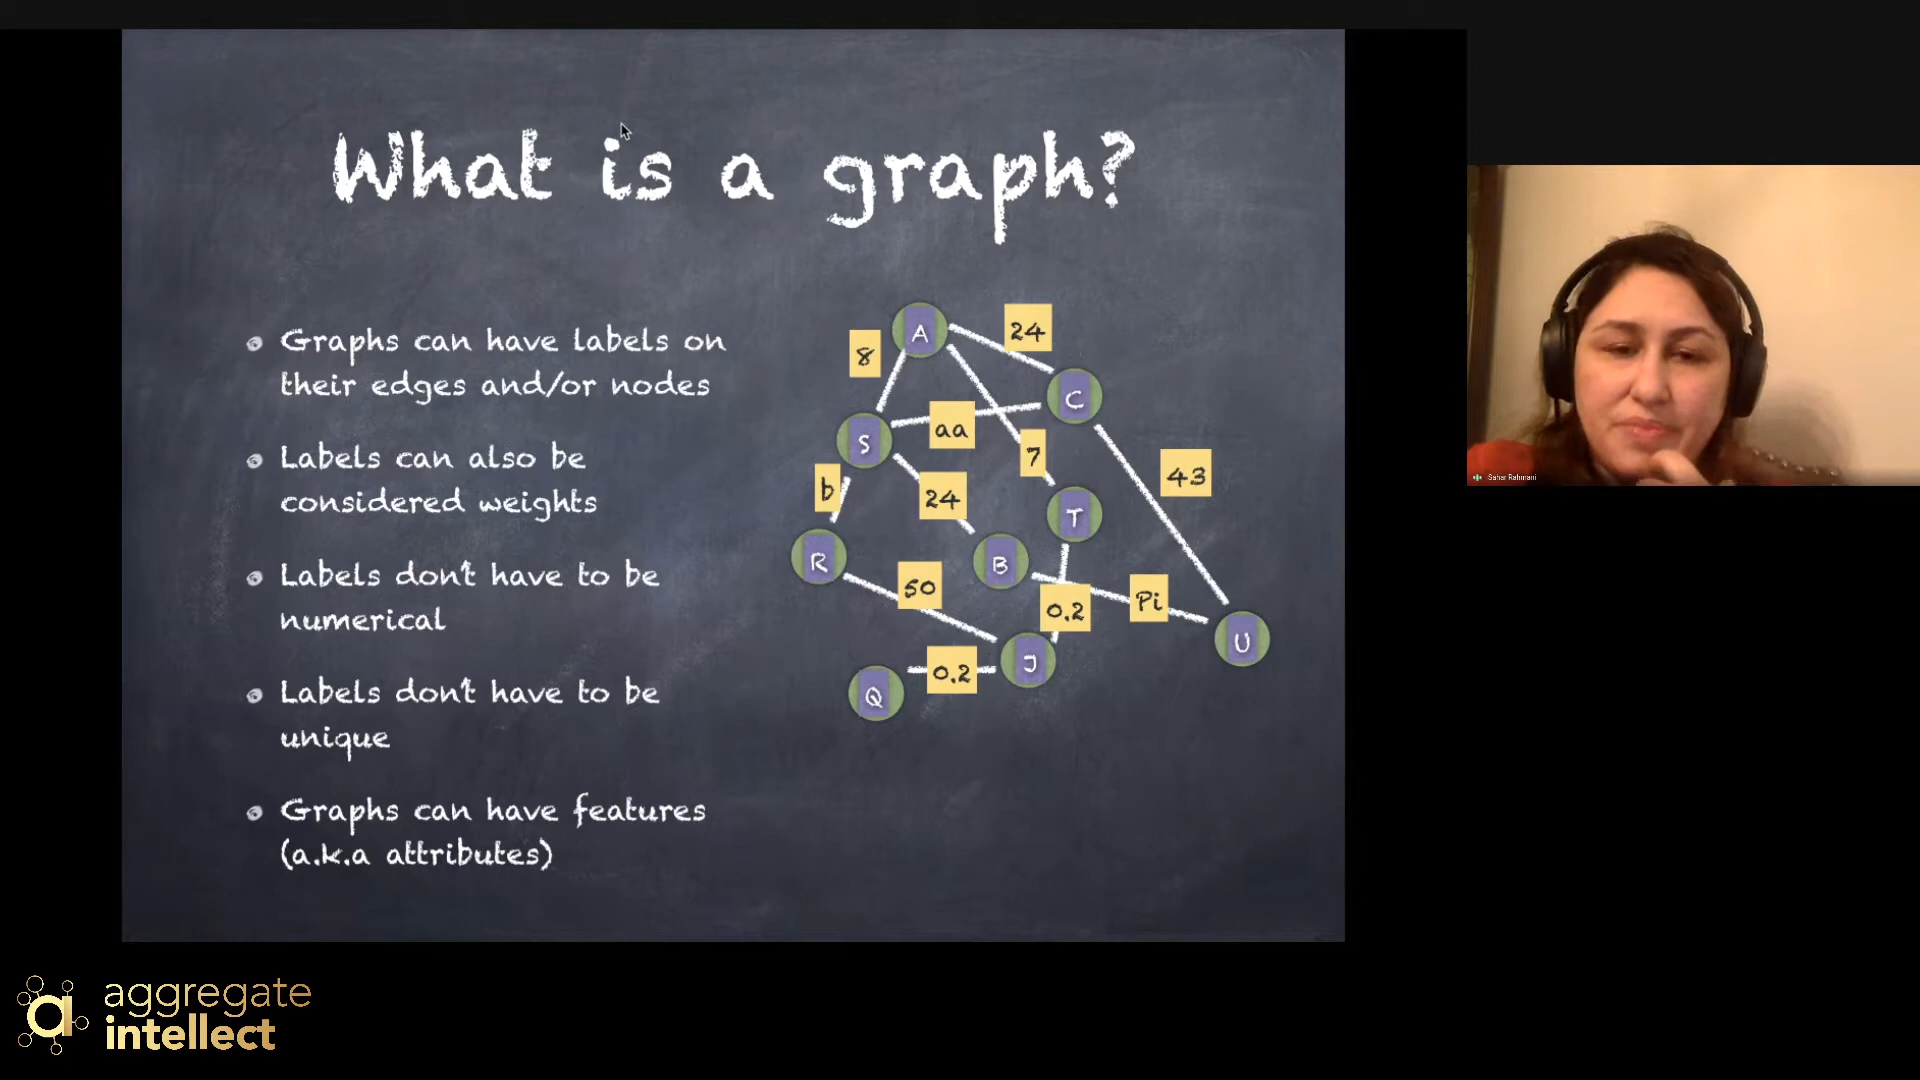 What is a graph?
Graphs can have labels on
their edges and/or nodes
Labels can also be
considered weights
Labels don't have to be
numerical
Labels don't have to be
unique
Graphs can have features
(a.k.a attributes)
A
24
8
C
aa
S
7
43
b
24
T
R
B
50
Pi
0.2
U
J
0.2
Q
Sahar Rahmani
aggregate
intellect